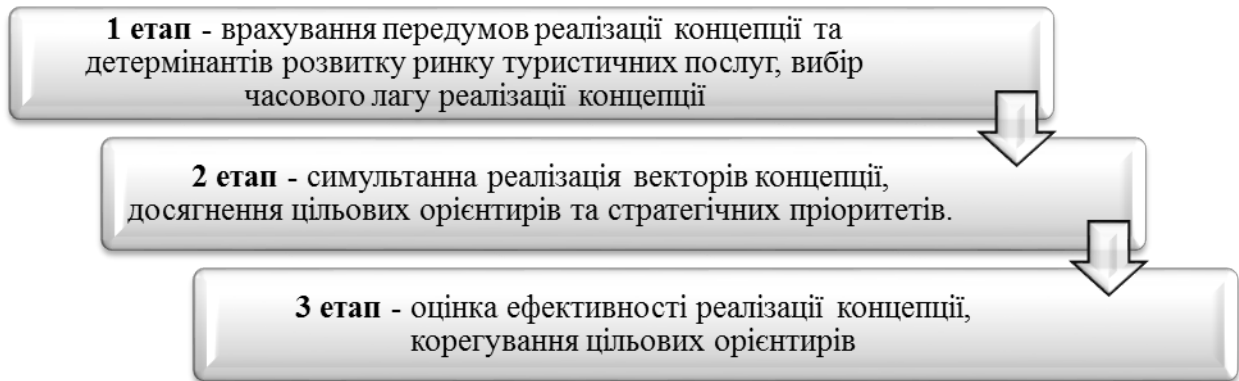 1 етап - врахування передумов реалізації концепції та
детермінантів розвитку ринку туристичних послуг, вибір
часового лагу реалізації концепції
2 етап - симультанна реалізація векторів концепції,
досягнення цільових орієнтирів та стратегічних пріоритетів.
3 етап - оцінка ефективності реалізації концепції,
корегування цільових орієнтирів